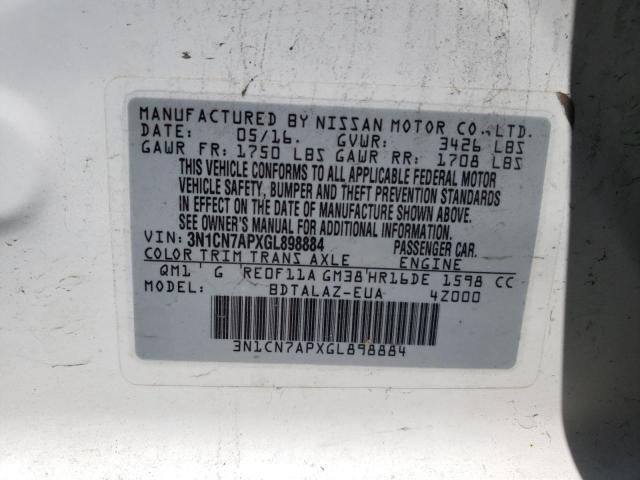 MANUFACTURED BY NISSAN MOTOR CO.,LTD.
DATE: 05/16. GVWR: 3426 LBS
GAWR FR: 1750 LBS GAWR RR: 1708 LBS
THIS VEHICLE CONFORMS TO ALL APPLICABLE FEDERAL MOTOR
VEHICLE SAFETY, BUMPER AND THEFT PREVENTION STANDARDS
IN EFFECT ON THE DATE OF MANUFACTURE SHOWN ABOVE.
SEE OWNER'S MANUAL FOR ADDITIONAL INFORMATION.
VIN: 3N1CN7APXGL898884 PASSENGER CAR.
COLOR TRIM TRANS AXLE ENGINE
QM1 G RE0F11A GM38 HR16DE 1598 CC
MODEL: BDTALAZ-EUA 4Z000
3N1CN7APXGL898884